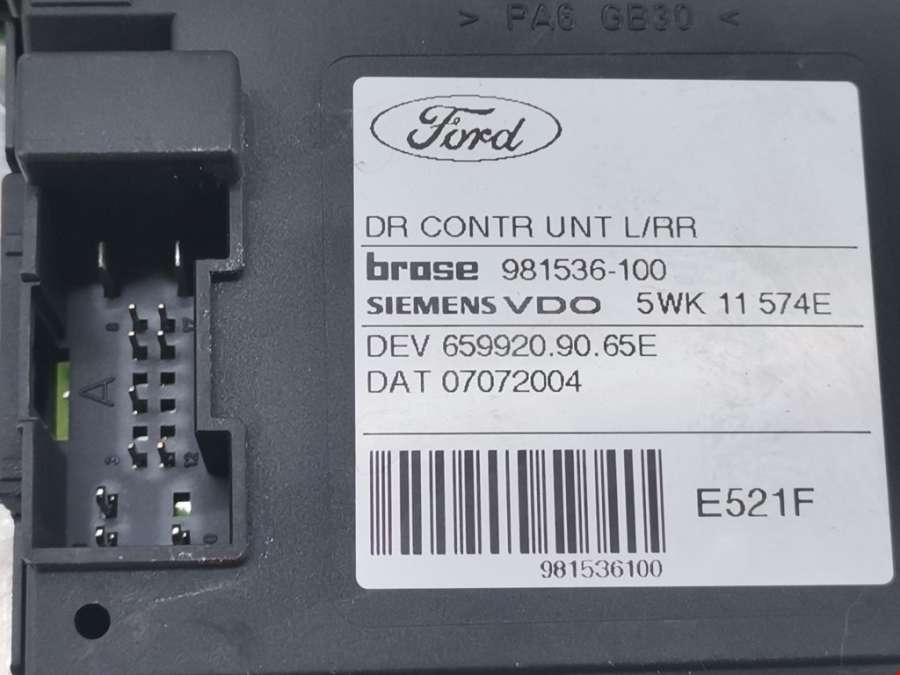 > PA6 GB30 <
Ford
DR CONTR UNT L/RR
brose 981536-100
SIEMENS VDO 5WK 11 574E
DEV 659920.90.65E
DAT 07072004
E521F
981536100
A